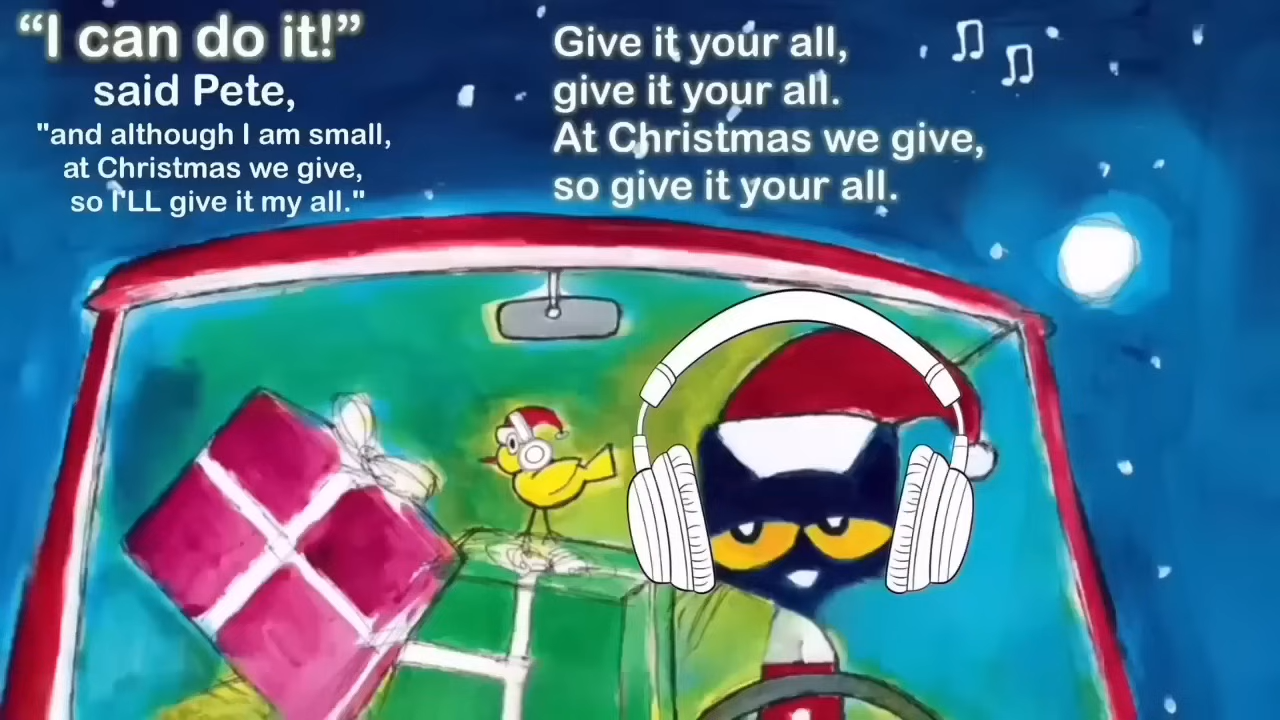 “I can do it!”
said Pete,
"and although I am small,
at Christmas we give,
so I'LL give it my all."
Give it your all,
give it your all.
At Christmas we give,
so give it your all.